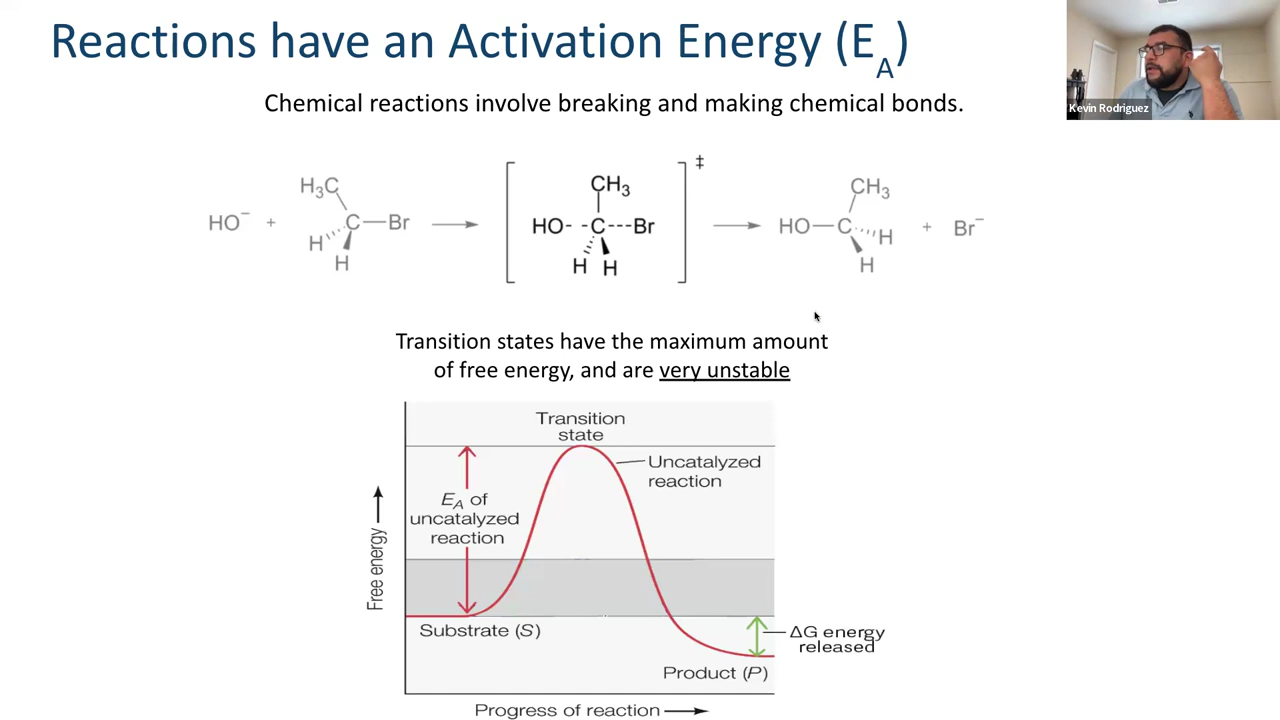 Reactions have an Activation Energy (E_A)
Kevin Rodriguez
Chemical reactions involve breaking and making chemical bonds.
HO⁻ + H₃C C—Br H H
CH₃ HO- -C---Br H H ‡
CH₃ HO—C H H + Br⁻
Transition states have the maximum amount
of free energy, and are very unstable
Transition
state
Uncatalyzed
reaction
E_A of
uncatalyzed
reaction
Free energy
Substrate (S)
ΔG energy
released
Product (P)
Progress of reaction